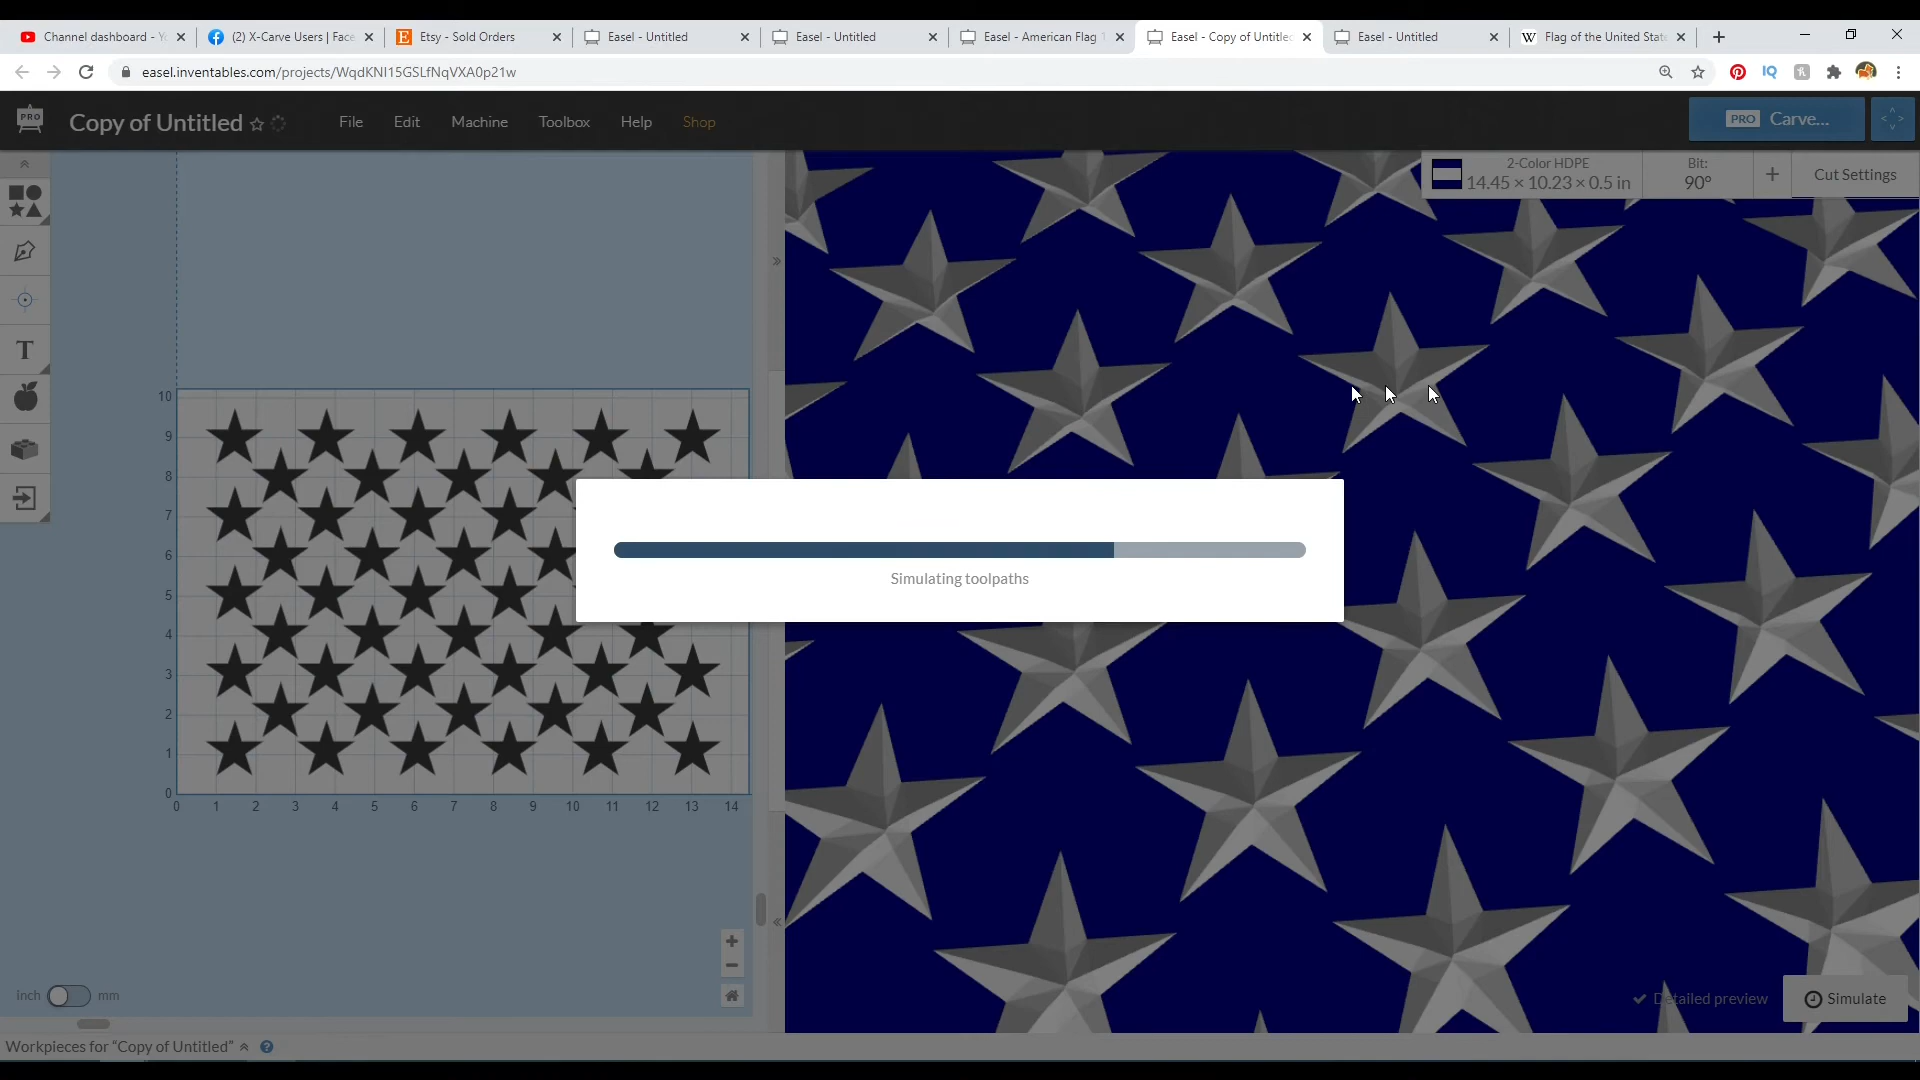 Channel dashboard - Yo
(2) X-Carve Users | Face
Etsy - Sold Orders
Easel - Untitled
Easel - Untitled
Easel - American Flag 1
Easel - Copy of Untitled
Easel - Untitled
Flag of the United State
easel.inventables.com/projects/WqdKNI15GSLfNqVXA0p21w
PRO
Copy of Untitled
File
Edit
Machine
Toolbox
Help
Shop
PRO Carve...
2-Color HDPE
14.45 × 10.23 × 0.5 in
Bit:
90°
Cut Settings
T
10
9
8
7
6
5
4
3
2
1
0
0 1 2 3 4 5 6 7 8 9 10 11 12 13 14
Simulating toolpaths
inch
mm
Detailed preview
Simulate
Workpieces for “Copy of Untitled”